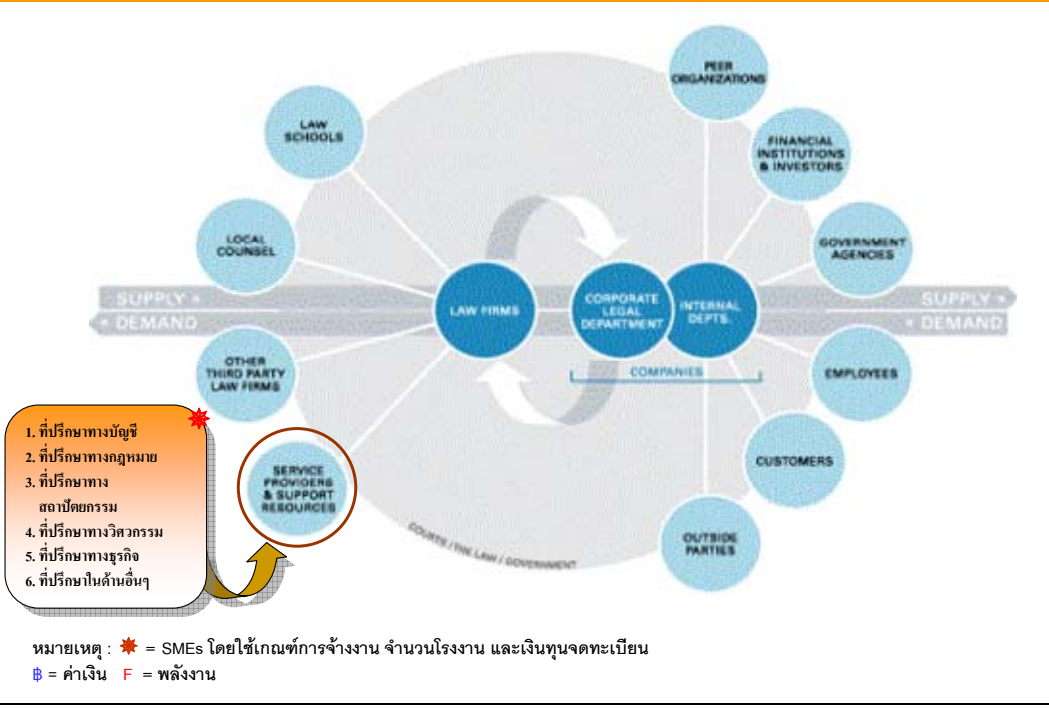 PEER
ORGANIZATIONS
LAW
SCHOOLS
FINANCIAL
INSTITUTIONS
& INVESTORS
LOCAL
COUNSEL
GOVERNMENT
AGENCIES
SUPPLY
DEMAND
LAW FIRMS
CORPORATE
LEGAL
DEPARTMENT
INTERNAL
DEPTS.
SUPPLY
DEMAND
COMPANIES
OTHER
THIRD PARTY
LAW FIRMS
EMPLOYEES
1. ที่ปรึกษาทางบัญชี
2. ที่ปรึกษาทางกฎหมาย
3. ที่ปรึกษาทาง
สถาปัตยกรรม
4. ที่ปรึกษาทางวิศวกรรม
5. ที่ปรึกษาทางธุรกิจ
6. ที่ปรึกษาในด้านอื่นๆ
SERVICE
PROVIDERS
& SUPPORT
RESOURCES
CUSTOMERS
OUTSIDE
PARTIES
COURTS / THE LAW / GOVERNMENT
หมายเหตุ : = SMEs โดยใช้เกณฑ์การจ้างงาน จำนวนโรงงาน และเงินทุนจดทะเบียน
฿ = ค่าเงิน F = พลังงาน